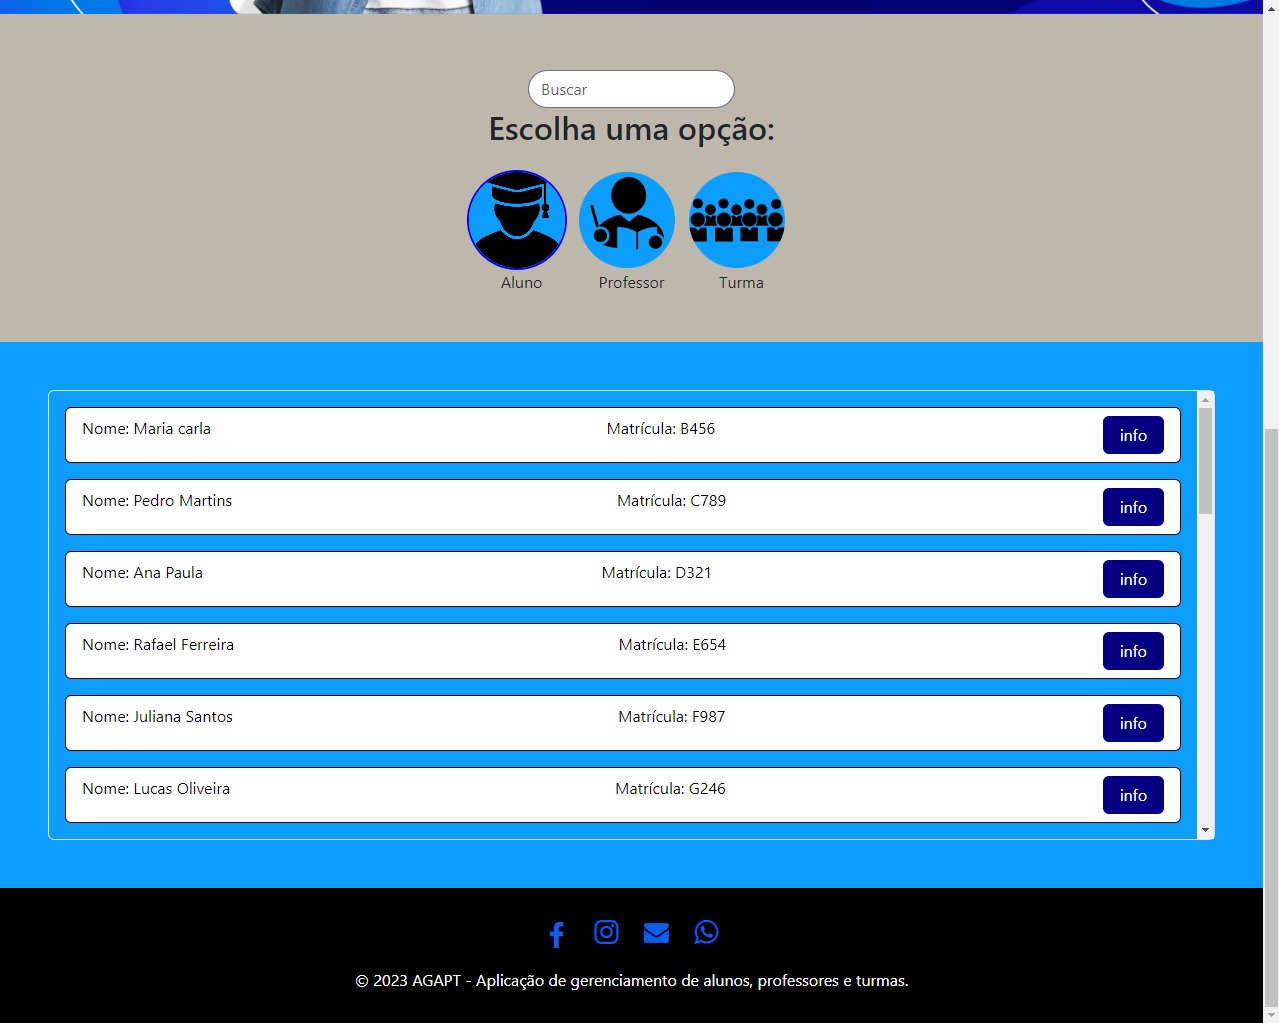 Buscar
Escolha uma opção:
Aluno Professor Turma
Nome: Maria carla Matrícula: B456 info
Nome: Pedro Martins Matrícula: C789 info
Nome: Ana Paula Matrícula: D321 info
Nome: Rafael Ferreira Matrícula: E654 info
Nome: Juliana Santos Matrícula: F987 info
Nome: Lucas Oliveira Matrícula: G246 info
© 2023 AGAPT - Aplicação de gerenciamento de alunos, professores e turmas.